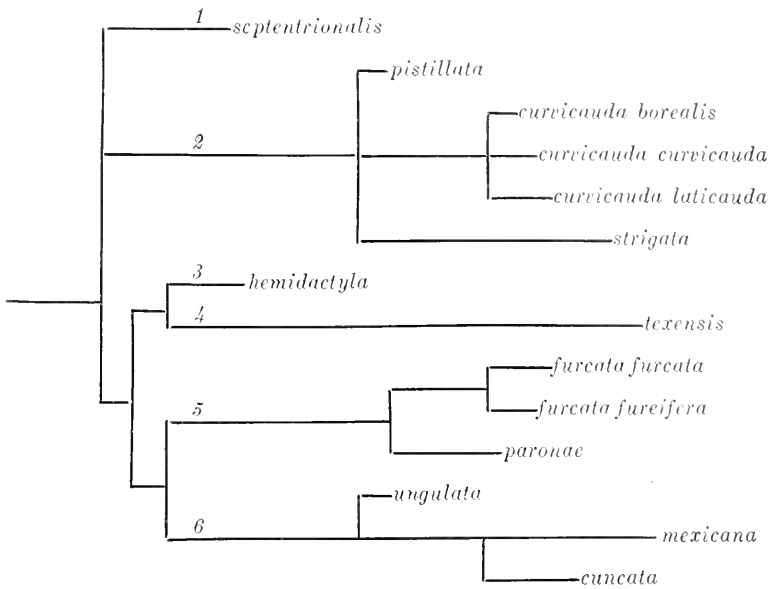 1 scptentrionalis
pistillata
curvicauda borealis
2
curvicauda curvicauda
curvicauda laticauda
strigata
3 hemidactyla
4 texensis
furcata furcata
5 furcata fureifera
paronae
ungulata
6 mexicana
cuncata